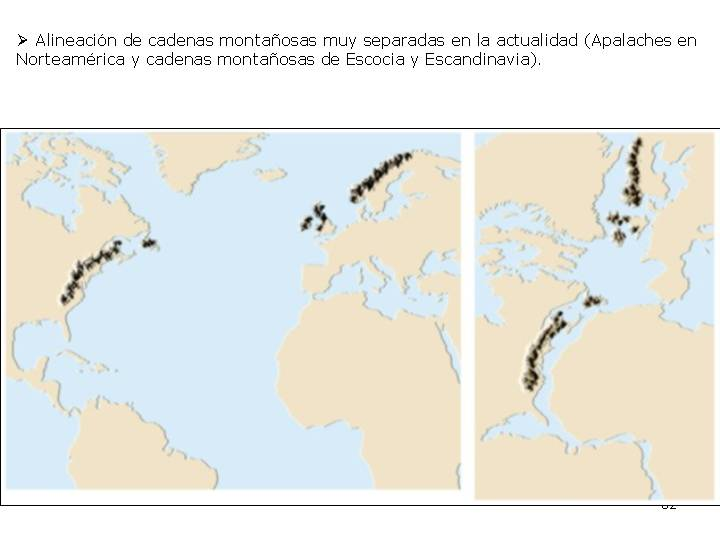 ➢ Alineación de cadenas montañosas muy separadas en la actualidad (Apalaches en
Norteamérica y cadenas montañosas de Escocia y Escandinavia).